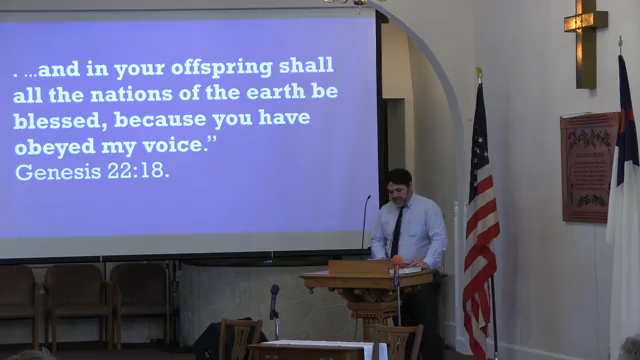 . …and in your offspring shall
all the nations of the earth be
blessed, because you have
obeyed my voice.”
Genesis 22:18.